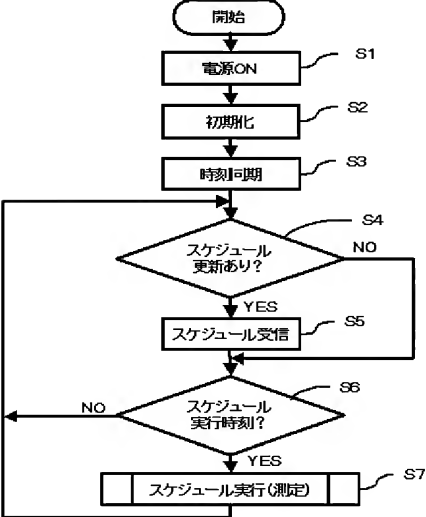 開始
電源ON
S1
初期化
S2
時刻同期
S3
S4
スケジュール
更新あり?
NO
YES
スケジュール受信
S5
S6
スケジュール
実行時刻?
NO
YES
スケジュール実行(測定)
S7